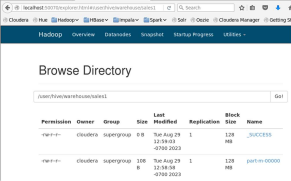 localhost:50070/explorer.html#/user/hive/warehouse/sales1
Search
Cloudera Hue Hadoop HBase Impala Spark Solr Oozie Cloudera Manager Getting St
Hadoop Overview Datanodes Snapshot Startup Progress Utilities
Browse Directory
/user/hive/warehouse/sales1 Go!
Permission Owner Group Size Last Modified Replication Block Size Name
-rw-r--r-- cloudera supergroup 0 B Tue Aug 29 12:59:03 -0700 2023 1 128 MB _SUCCESS
-rw-r--r-- cloudera supergroup 108 B Tue Aug 29 12:58:58 -0700 2023 1 128 MB part-m-00000